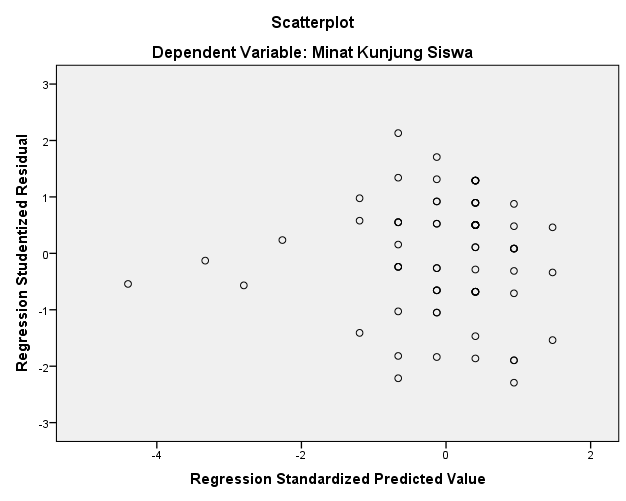 Scatterplot
Dependent Variable: Minat Kunjung Siswa
Regression Studentized Residual
3
2
1
0
-1
-2
-3
-4
-2
0
2
Regression Standardized Predicted Value